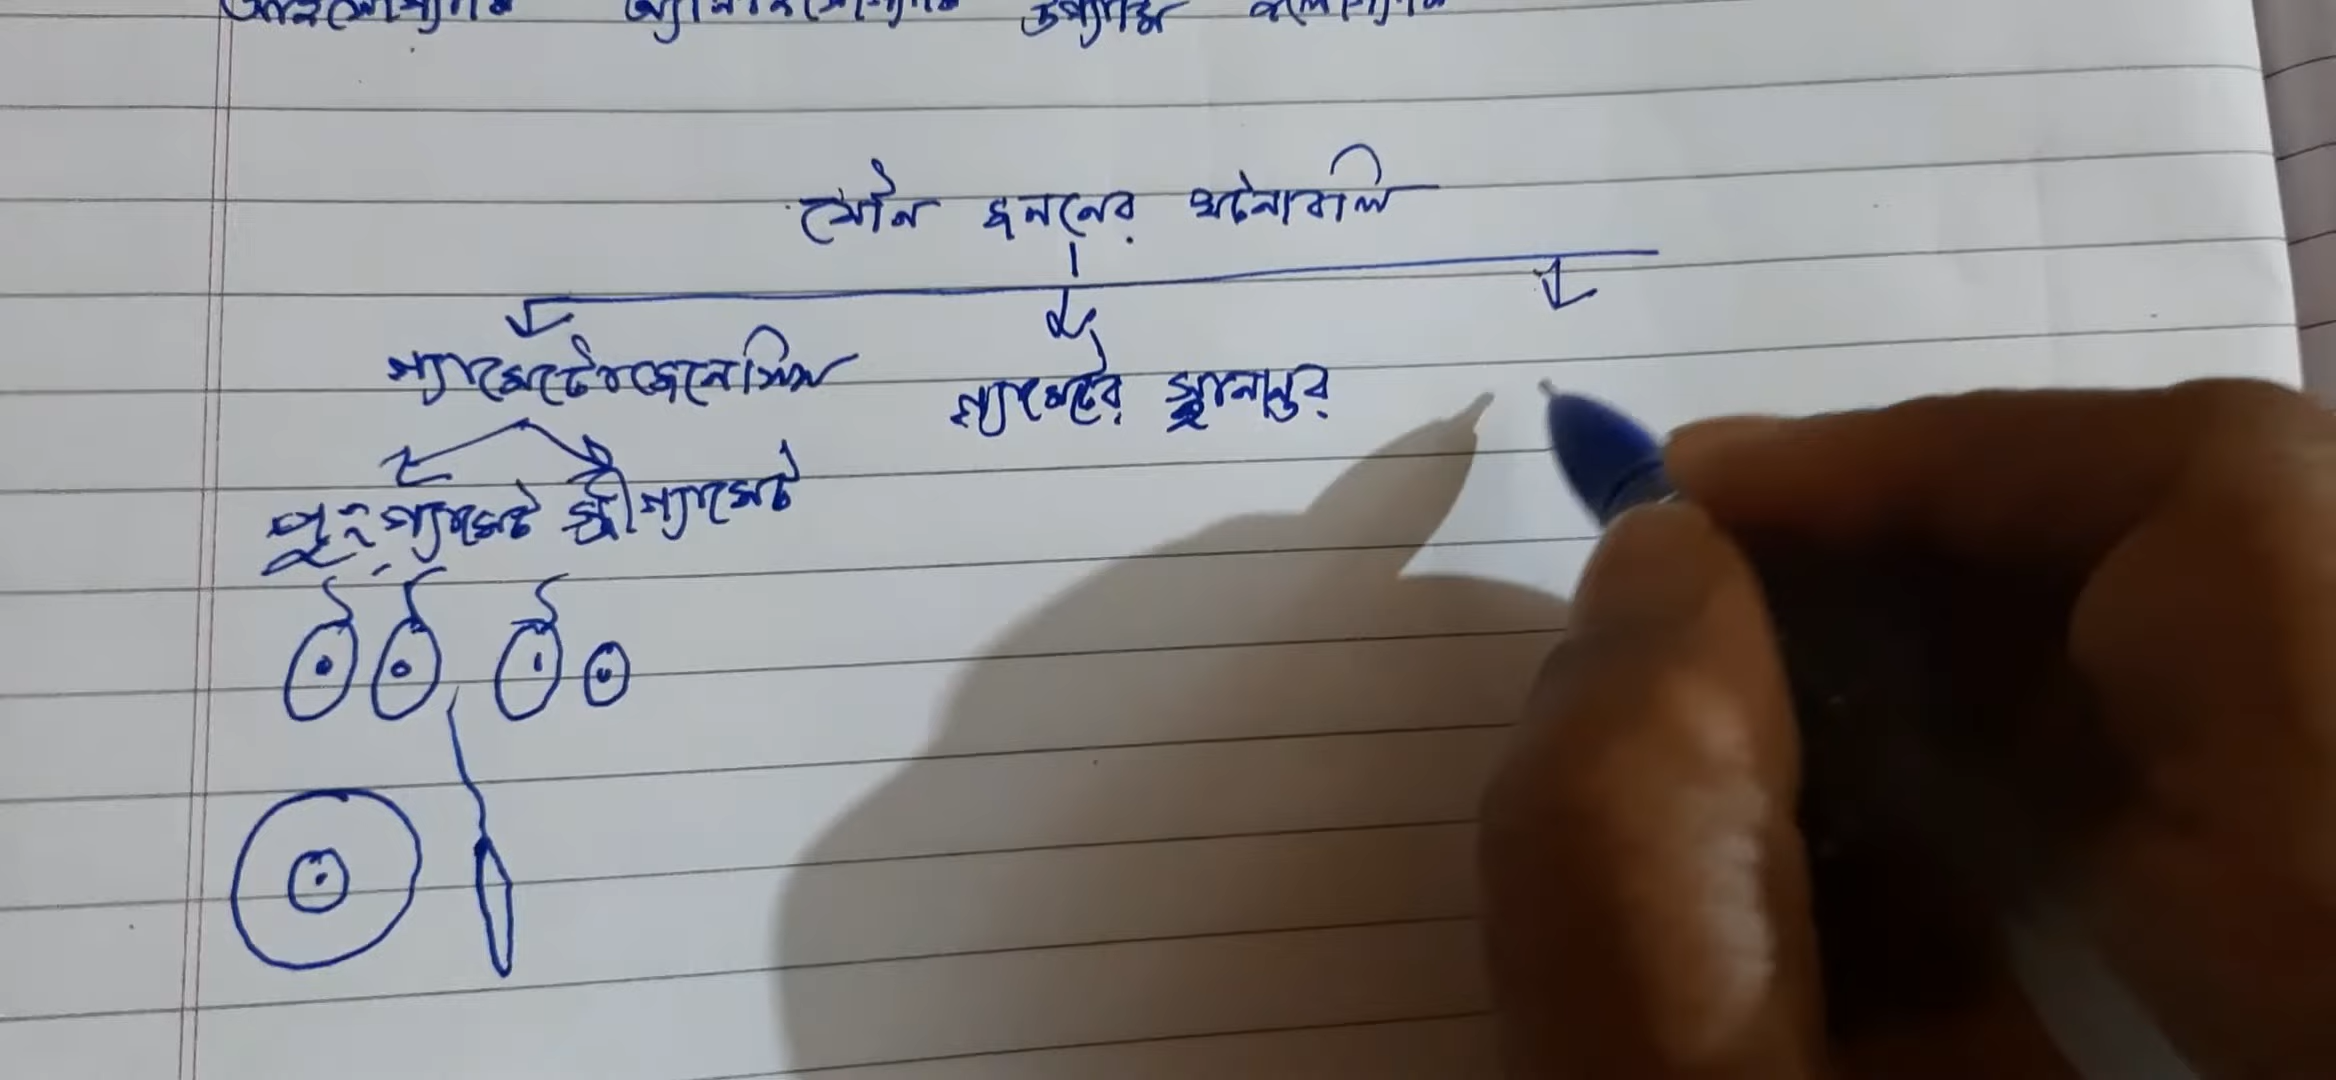 যৌন জননের ঘটনাবলি
গ্যামেটোজেনেসিস গ্যামেটের স্থানান্তর
পুংগ্যামেট স্ত্রীগ্যামেট